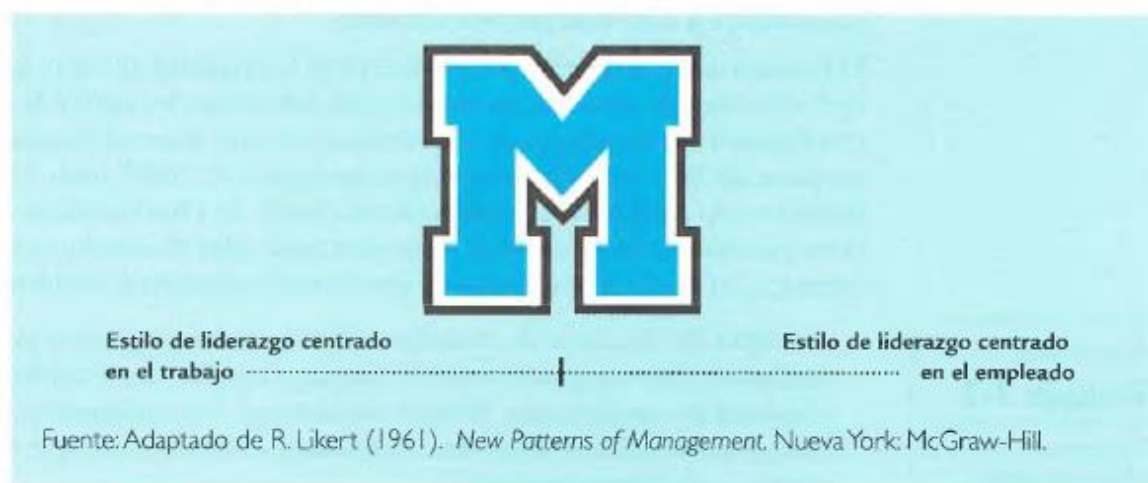 M
Estilo de liderazgo centrado
en el trabajo
Estilo de liderazgo centrado
en el empleado
Fuente: Adaptado de R. Likert (1961). New Patterns of Management. Nueva York: McGraw-Hill.